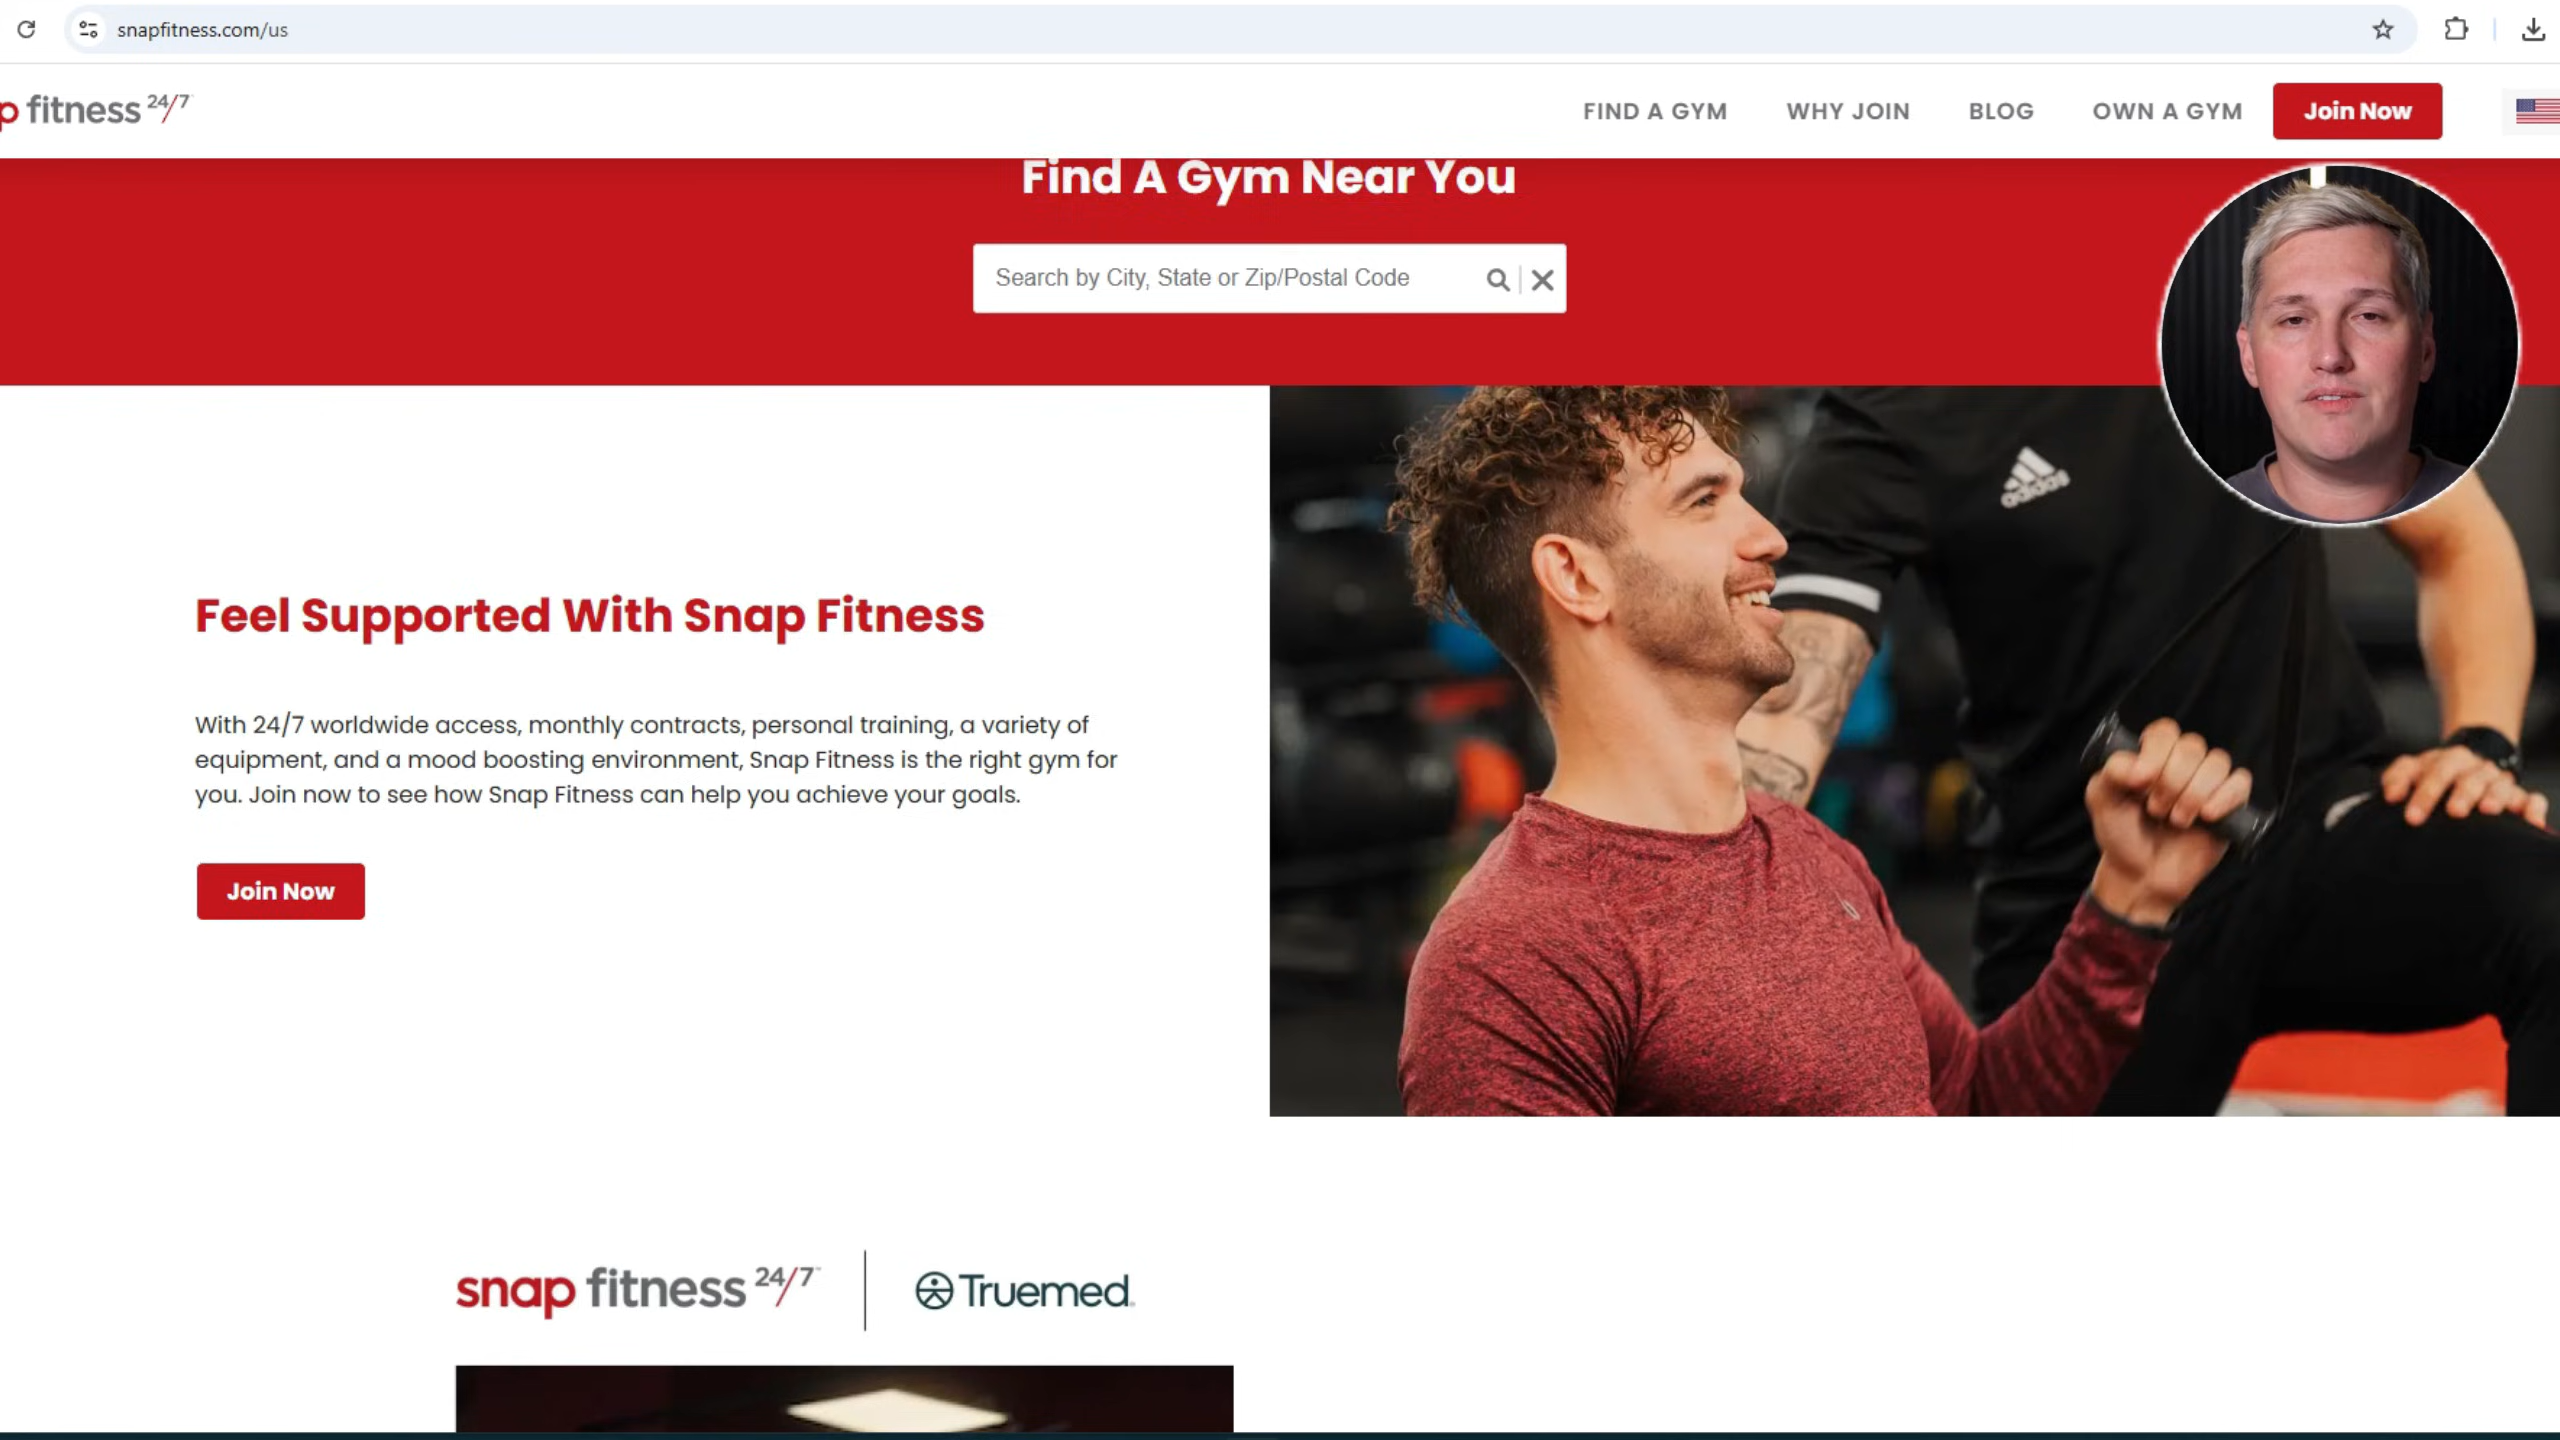 snapfitness.com/us
p fitness 24/7
FIND A GYM
WHY JOIN
BLOG
OWN A GYM
Join Now
Find A Gym Near You
Search by City, State or Zip/Postal Code
adidas
Feel Supported With Snap Fitness
With 24/7 worldwide access, monthly contracts, personal training, a variety of
equipment, and a mood boosting environment, Snap Fitness is the right gym for
you. Join now to see how Snap Fitness can help you achieve your goals.
Join Now
snap fitness 24/7
Truemed.